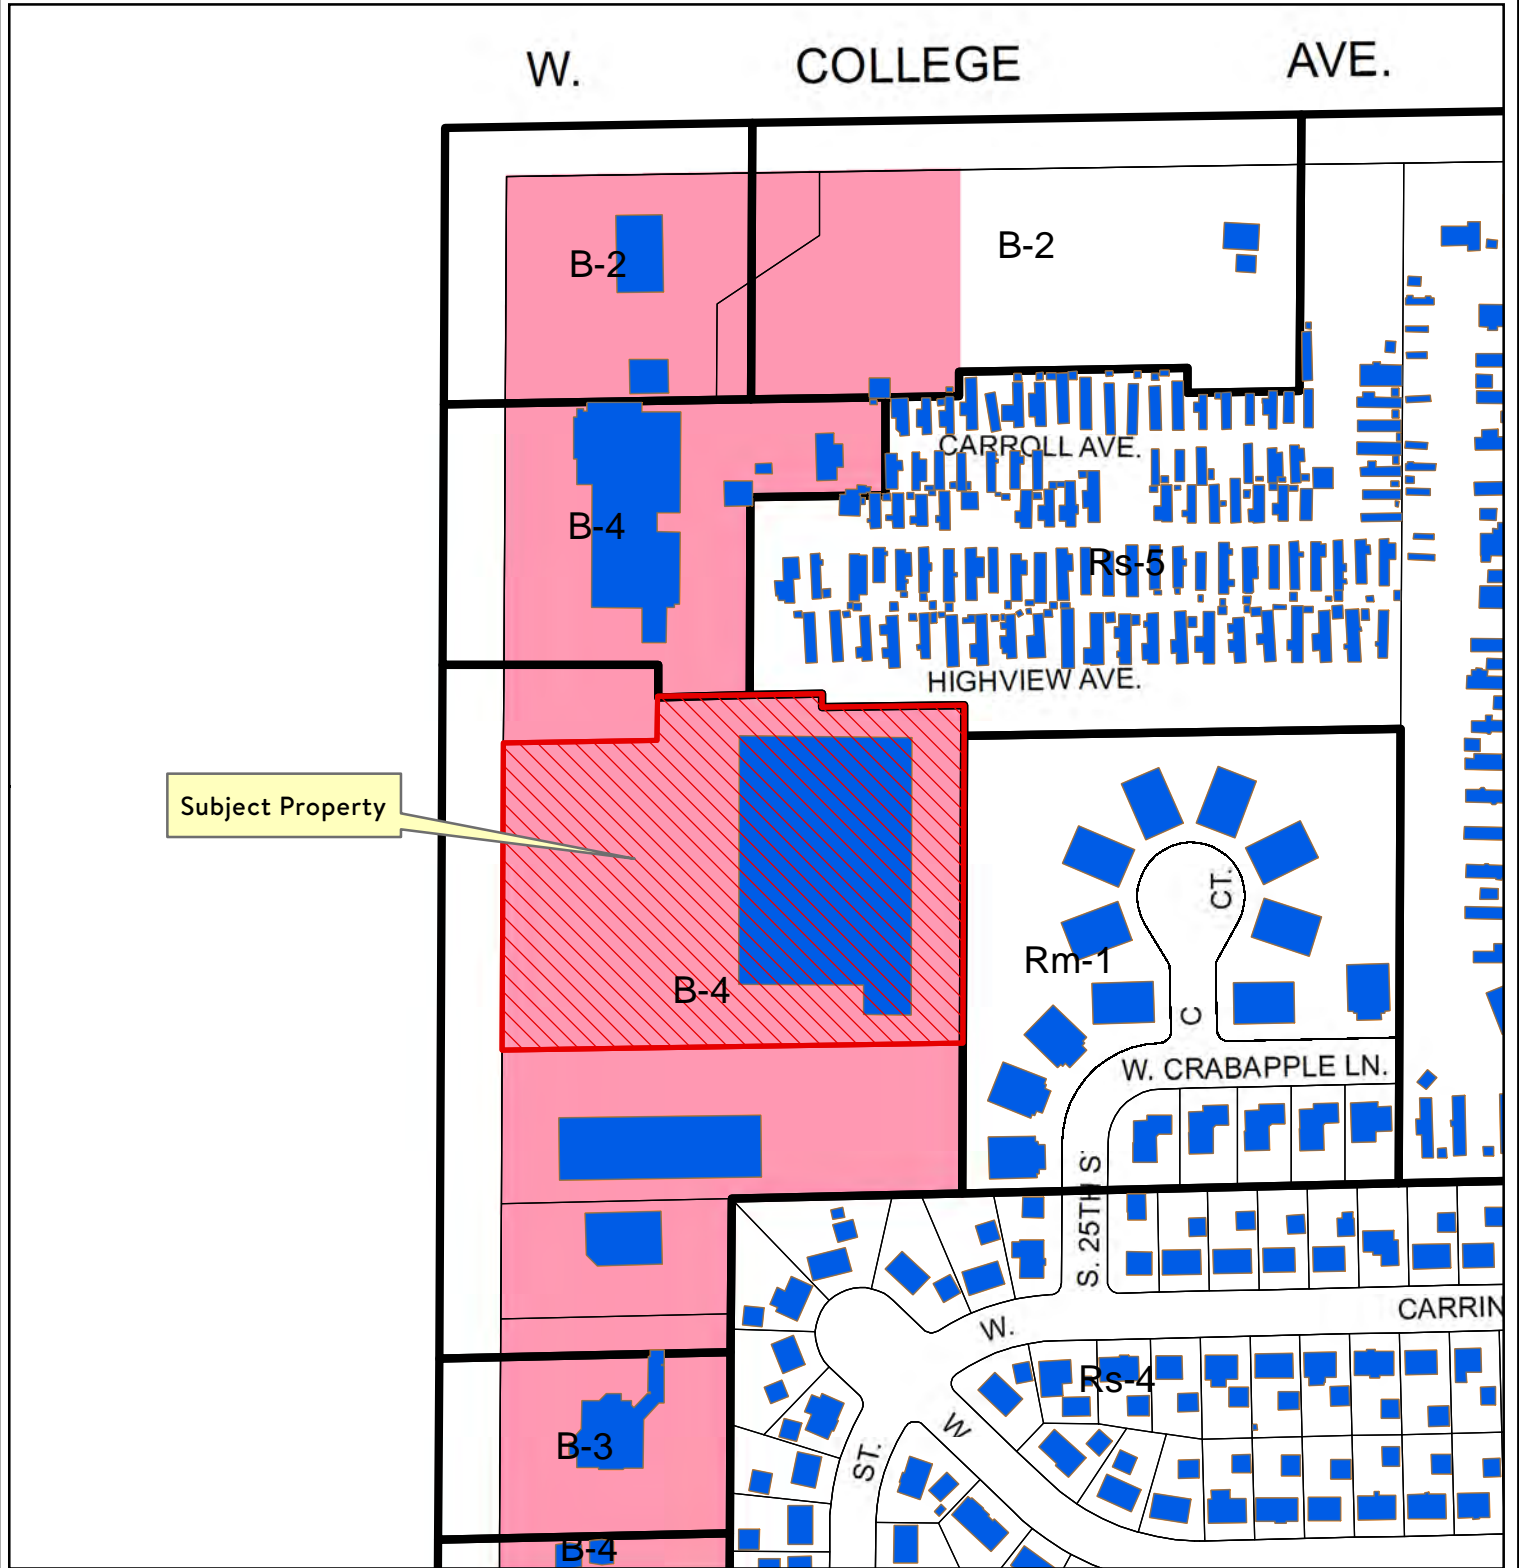 W. COLLEGE AVE.
B-2
B-2
CARROLL AVE.
B-4
Rs-5
HIGHVIEW AVE.
Subject Property
CT.
Rm-1
B-4
C
W. CRABAPPLE LN.
S. 25TH S
CARRIN
W.
Rs-4
W
B-3
ST.
B-4